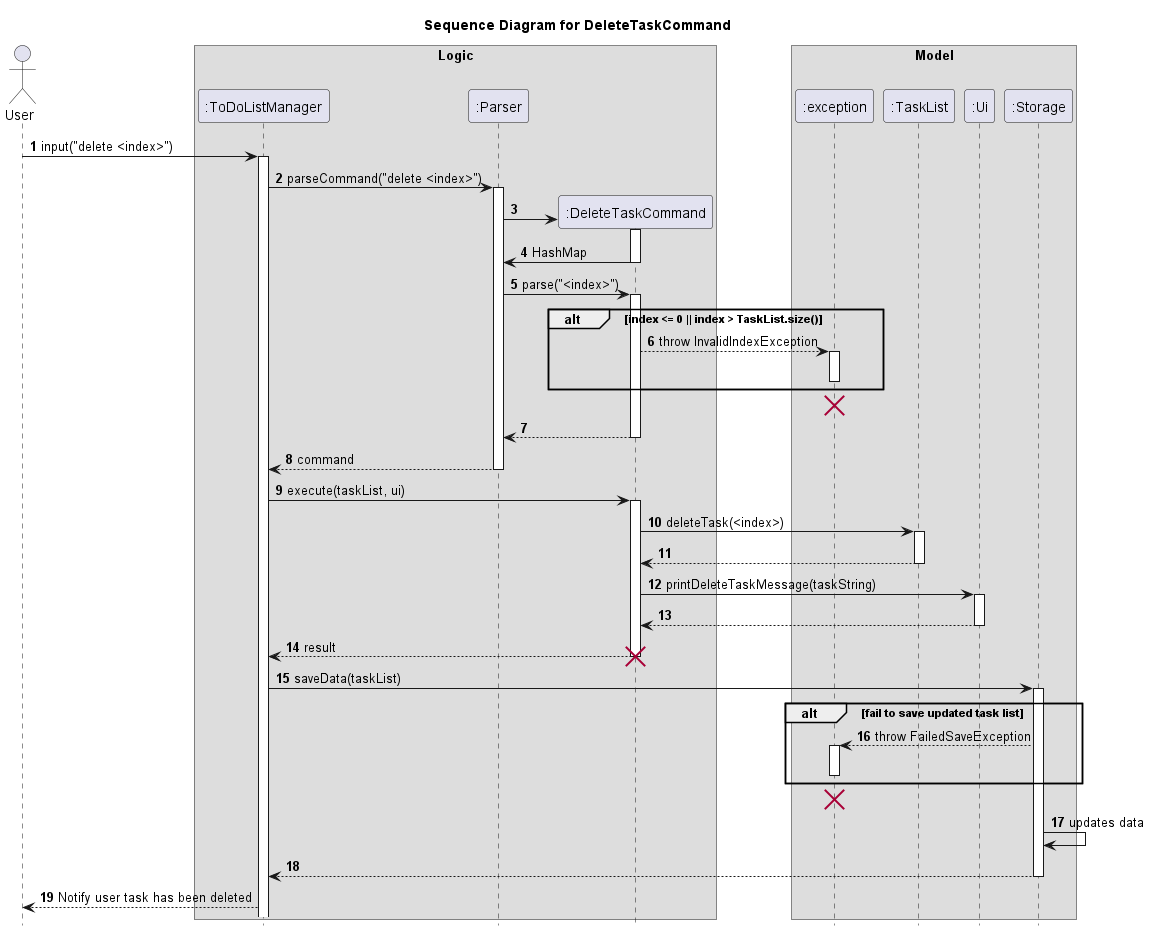 Sequence Diagram for DeleteTaskCommand
Logic
Model
User
:ToDoListManager
:Parser
:exception
:TaskList
:Ui
:Storage
1 input("delete <index>")
2 parseCommand("delete <index>")
3
:DeleteTaskCommand
4 HashMap
5 parse("<index>")
alt [index <= 0 || index > TaskList.size()]
6 throw InvalidIndexException
7
8 command
9 execute(taskList, ui)
10 deleteTask(<index>)
11
12 printDeleteTaskMessage(taskString)
13
14 result
15 saveData(taskList)
alt [fail to save updated task list]
16 throw FailedSaveException
17 updates data
18
19 Notify user task has been deleted